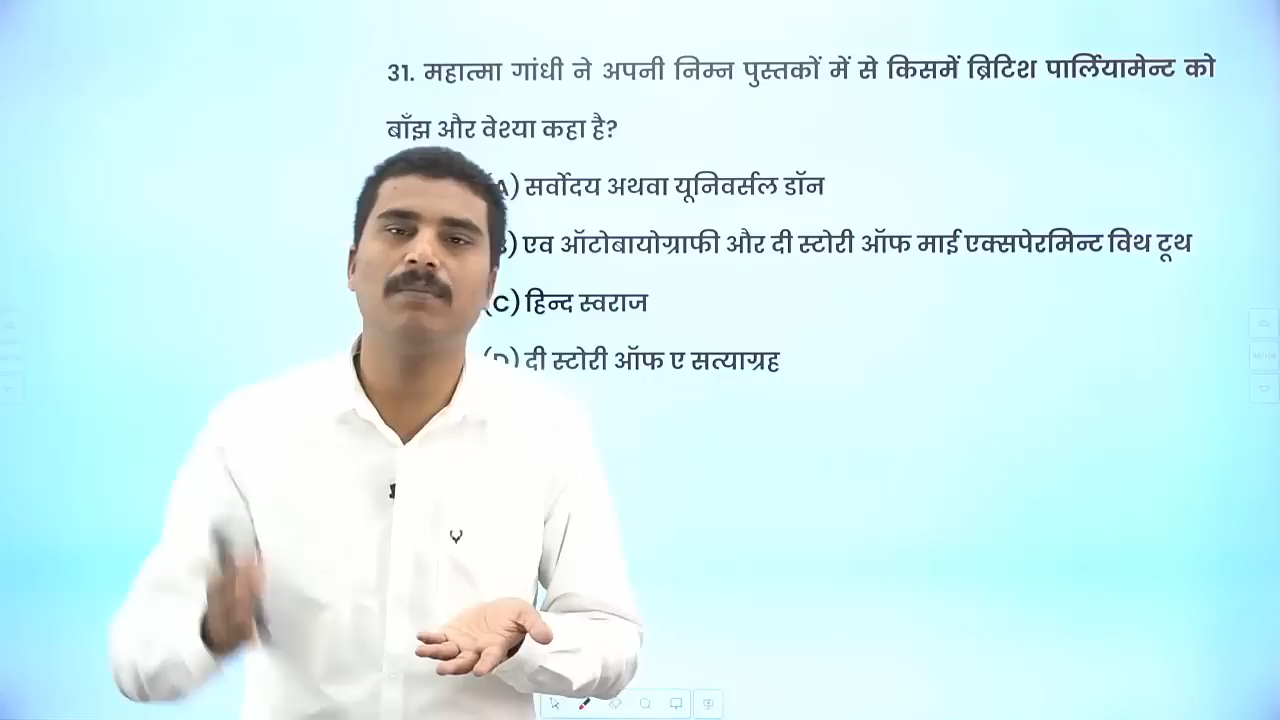 31. महात्मा गांधी ने अपनी निम्न पुस्तकों में से किसमें ब्रिटिश पार्लियामेन्ट को
बाँझ और वेश्या कहा है?
(A) सर्वोदय अथवा यूनिवर्सल डॉन
) एव ऑटोबायोग्राफी और दी स्टोरी ऑफ माई एक्सपेरमिन्ट विथ टूथ
(C) हिन्द स्वराज
(D) दी स्टोरी ऑफ ए सत्याग्रह